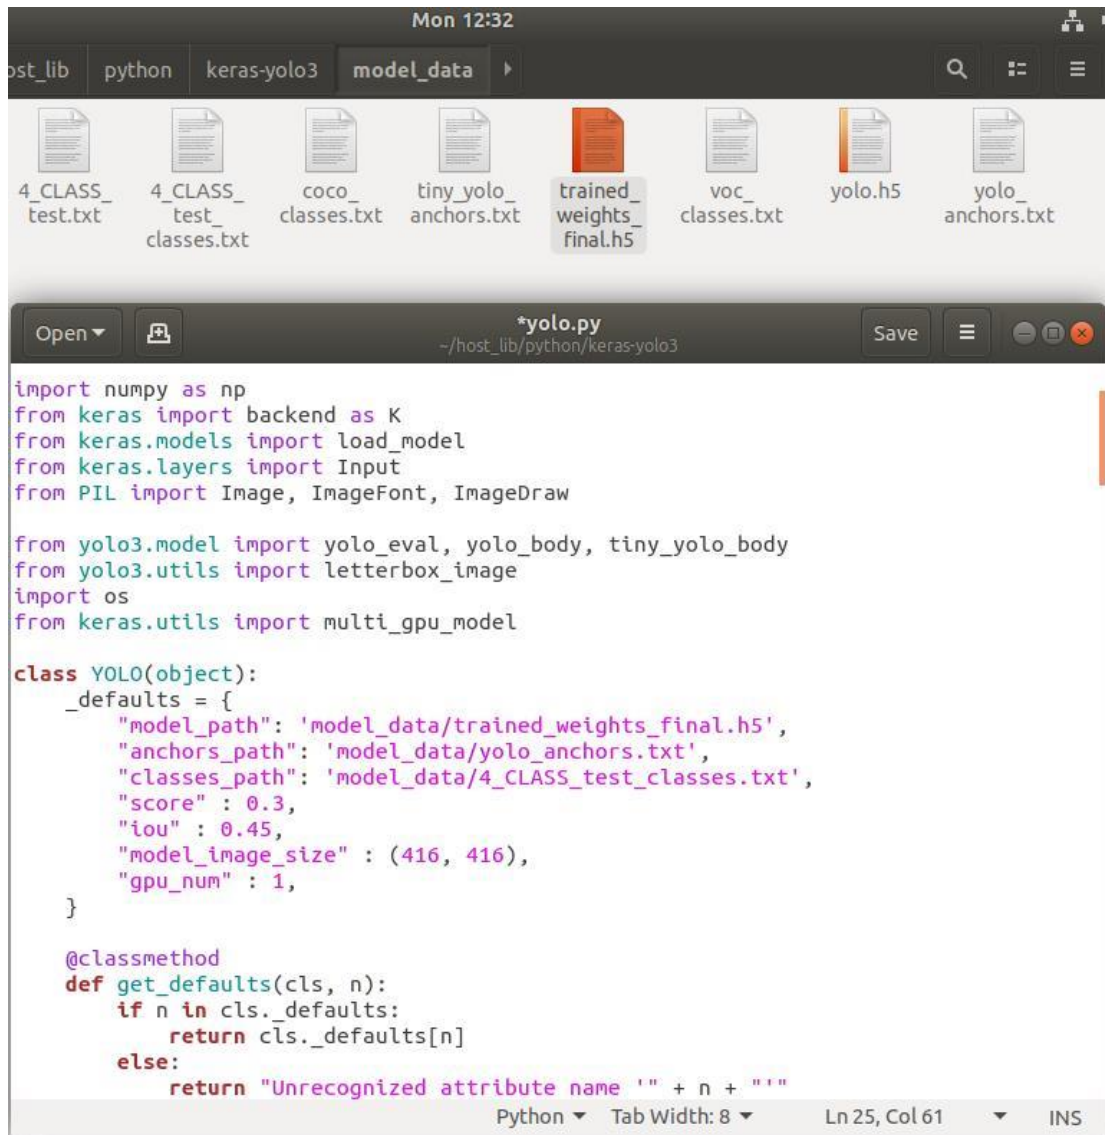 Mon 12:32
ost_lib python keras-yolo3 model_data
4_CLASS_
test.txt
4_CLASS_
test_
classes.txt
coco_
classes.txt
tiny_yolo_
anchors.txt
trained_
weights_
final.h5
voc_
classes.txt
yolo.h5
yolo_
anchors.txt
Open
*yolo.py
~/host_lib/python/keras-yolo3
Save
import numpy as np
from keras import backend as K
from keras.models import load_model
from keras.layers import Input
from PIL import Image, ImageFont, ImageDraw

from yolo3.model import yolo_eval, yolo_body, tiny_yolo_body
from yolo3.utils import letterbox_image
import os
from keras.utils import multi_gpu_model

class YOLO(object):
    _defaults = {
        "model_path": 'model_data/trained_weights_final.h5',
        "anchors_path": 'model_data/yolo_anchors.txt',
        "classes_path": 'model_data/4_CLASS_test_classes.txt',
        "score" : 0.3,
        "iou" : 0.45,
        "model_image_size" : (416, 416),
        "gpu_num" : 1,
    }

    @classmethod
    def get_defaults(cls, n):
        if n in cls._defaults:
            return cls._defaults[n]
        else:
            return "Unrecognized attribute name '" + n + "'"
Python Tab Width: 8 Ln 25, Col 61 INS